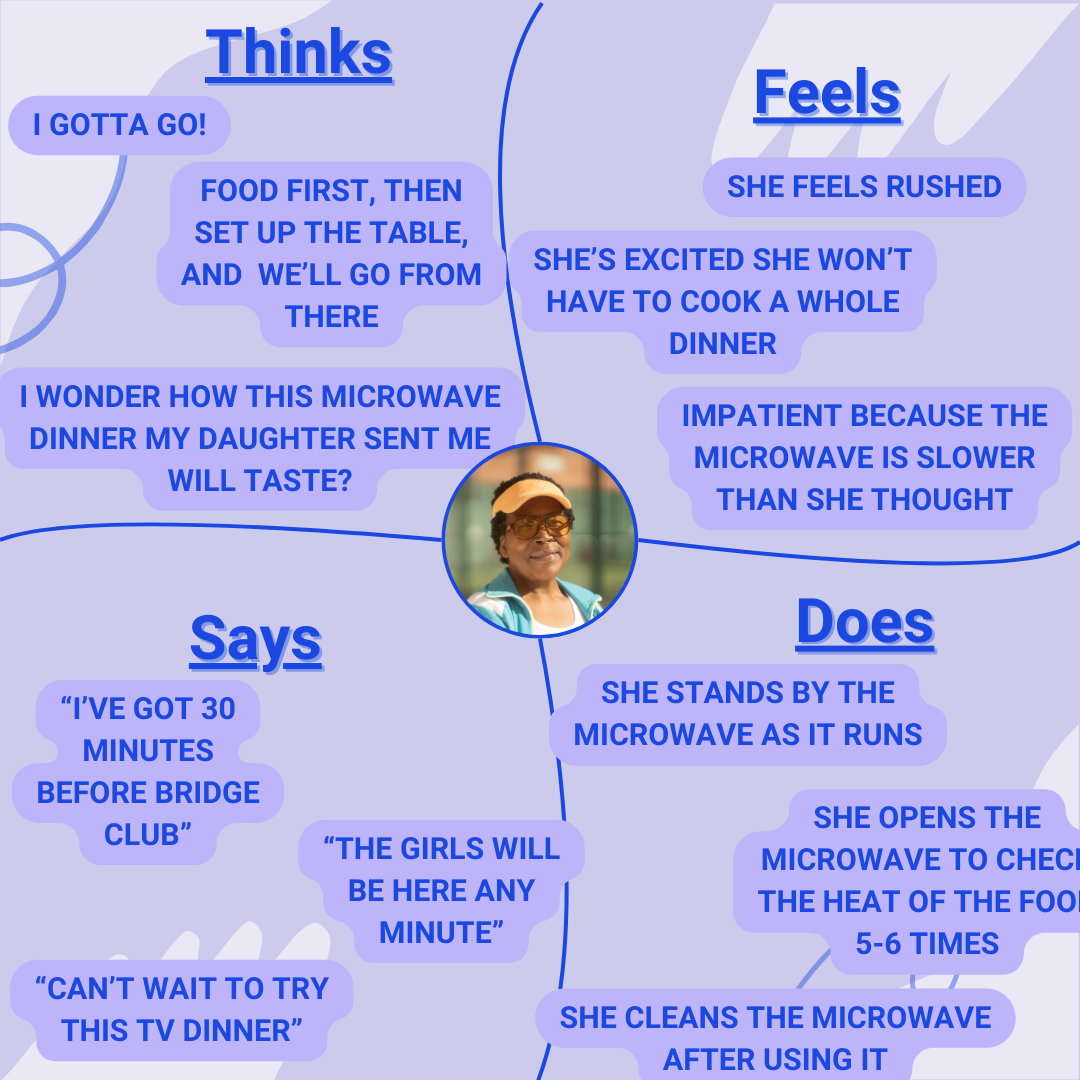 Thinks
I GOTTA GO!
FOOD FIRST, THEN
SET UP THE TABLE,
AND WE’LL GO FROM
THERE
I WONDER HOW THIS MICROWAVE
DINNER MY DAUGHTER SENT ME
WILL TASTE?
Feels
SHE FEELS RUSHED
SHE’S EXCITED SHE WON’T
HAVE TO COOK A WHOLE
DINNER
IMPATIENT BECAUSE THE
MICROWAVE IS SLOWER
THAN SHE THOUGHT
Says
“I’VE GOT 30
MINUTES
BEFORE BRIDGE
CLUB”
“THE GIRLS WILL
BE HERE ANY
MINUTE”
“CAN’T WAIT TO TRY
THIS TV DINNER”
Does
SHE STANDS BY THE
MICROWAVE AS IT RUNS
SHE OPENS THE
MICROWAVE TO CHECK
THE HEAT OF THE FOOD
5-6 TIMES
SHE CLEANS THE MICROWAVE
AFTER USING IT